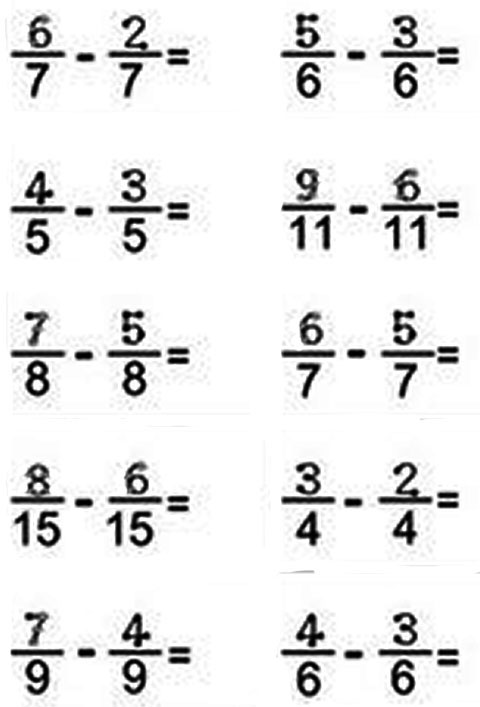 6/7 - 2/7 = 5/6 - 3/6 =
4/5 - 3/5 = 9/11 - 6/11 =
7/8 - 5/8 = 6/7 - 5/7 =
8/15 - 6/15 = 3/4 - 2/4 =
7/9 - 4/9 = 4/6 - 3/6 =